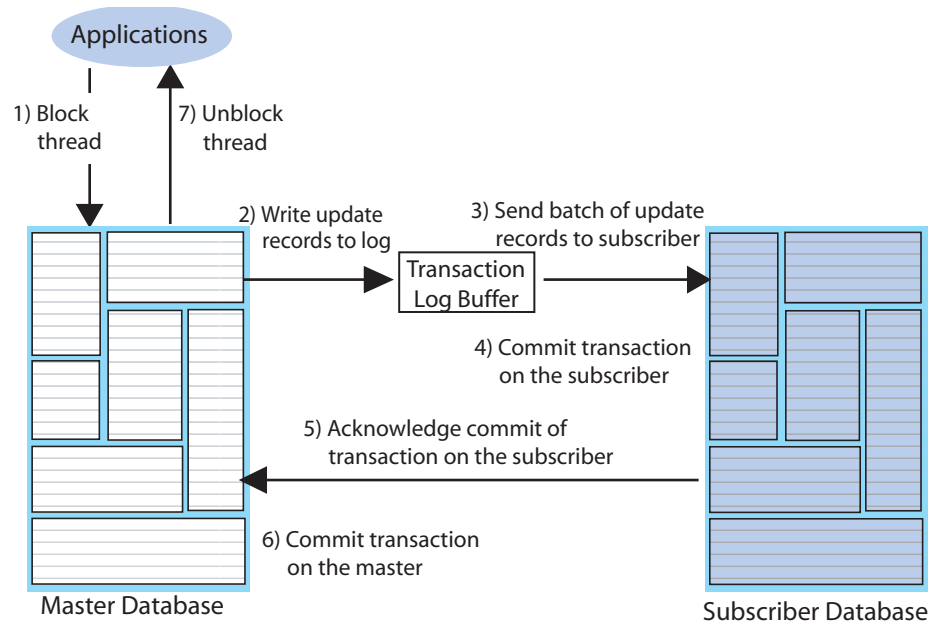 Applications
1) Block
thread
7) Unblock
thread
2) Write update
records to log
3) Send batch of update
records to subscriber
Transaction
Log Buffer
4) Commit transaction
on the subscriber
5) Acknowledge commit of
transaction on the subscriber
6) Commit transaction
on the master
Master Database
Subscriber Database